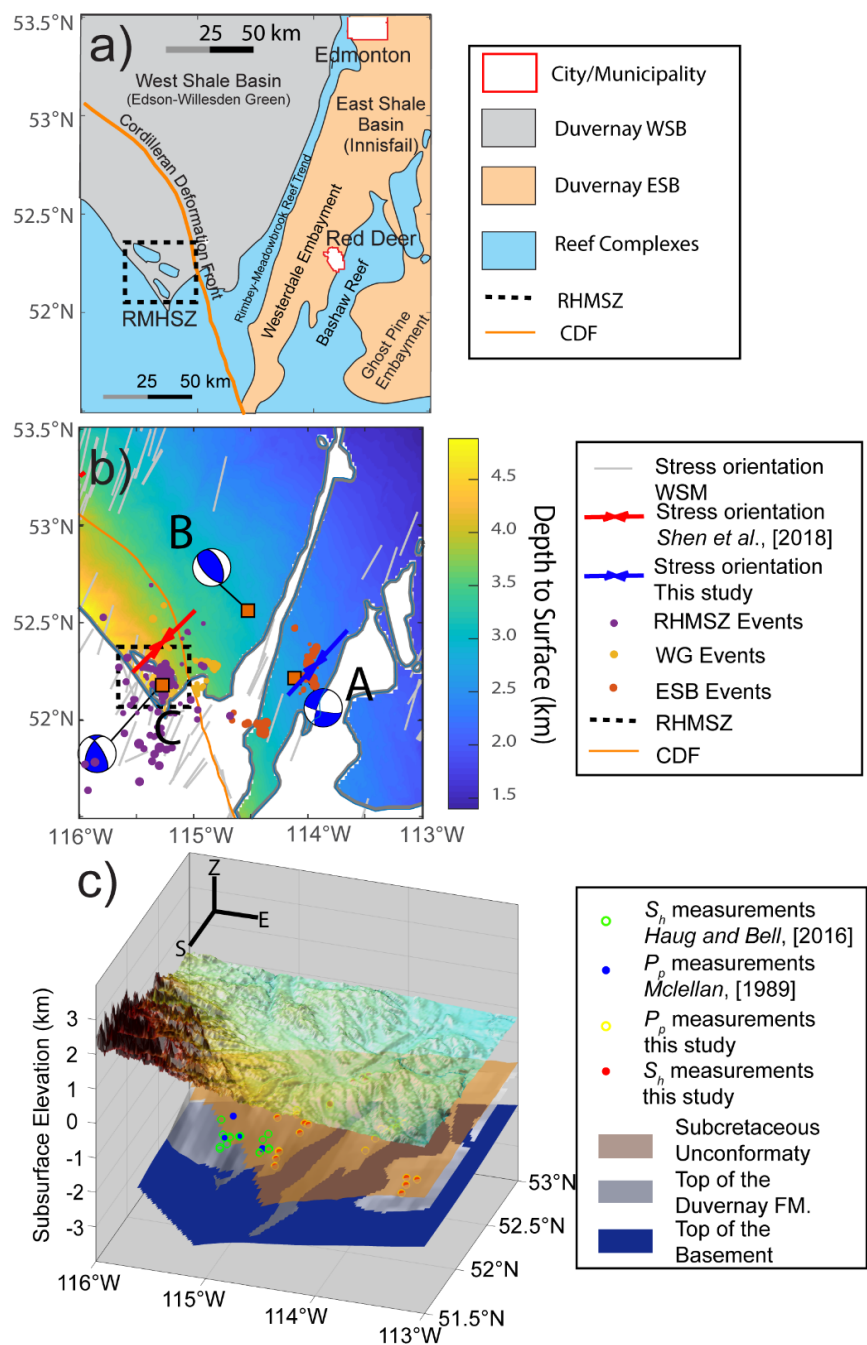 a)
53.5°N
53°N
52.5°N
52°N
25 50 km
Edmonton
West Shale Basin
(Edson-Willesden Green)
East Shale
Basin
(Innisfail)
Cordilleran Deformation Front
Rimbey-Meadowbrook Reef Trend
Westerdale Embayment
Red Deer
Bashaw Reef
Ghost Pine
Embayment
RMHSZ
25 50 km
City/Municipality
Duvernay WSB
Duvernay ESB
Reef Complexes
RHMSZ
CDF
b)
53.5°N
53°N
52.5°N
52°N
B
A
C
116°W
115°W
114°W
113°W
4.5
4.0
3.5
3.0
2.5
2.0
1.5
Depth to Surface (km)
Stress orientation
WSM
Stress orientation
Shen et al., [2018]
Stress orientation
This study
RHMSZ Events
WG Events
ESB Events
RHMSZ
CDF
c)
Z
E
S
Subsurface Elevation (km)
3
2
1
0
-1
-2
-3
116°W
115°W
114°W
113°W
53°N
52.5°N
52°N
51.5°N
Sh measurements
Haug and Bell, [2016]
Pp measurements
Mclellan, [1989]
Pp measurements
this study
Sh measurements
this study
Subcretaceous
Unconformaty
Top of the
Duvernay FM.
Top of the
Basement